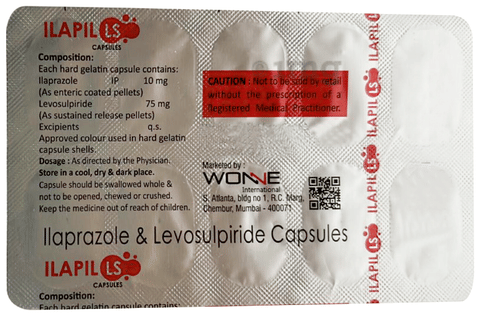 ILAPIL LS
CAPSULES
Composition:
Each hard gelatin capsule contains:
Ilaprazole IP 10 mg
(As enteric coated pellets)
Levosulpiride 75 mg
(As sustained release pellets)
Excipients q.s.
Approved colour used in hard gelatin
capsule shells.
Dosage : As directed by the Physician.
Store in a cool, dry & dark place.
Capsule should be swallowed whole &
not to be opened, chewed or crushed.
Keep the medicine out of reach of children.
CAUTION : Not to be sold by retail
without the prescription of a
Registered Medical Practitioner.
Marketed by :
WONNE
International
S. Atlanta, bldg no 1, R.C. Marg,
Chembur, Mumbai - 400071
Ilaprazole & Levosulpiride Capsules
ILAPIL LS
CAPSULES
Each hard gelatin capsule contains:
ILAPIL LS
CAPSULES
ILAPIL LS
CAPSULES
ILAPIL LS